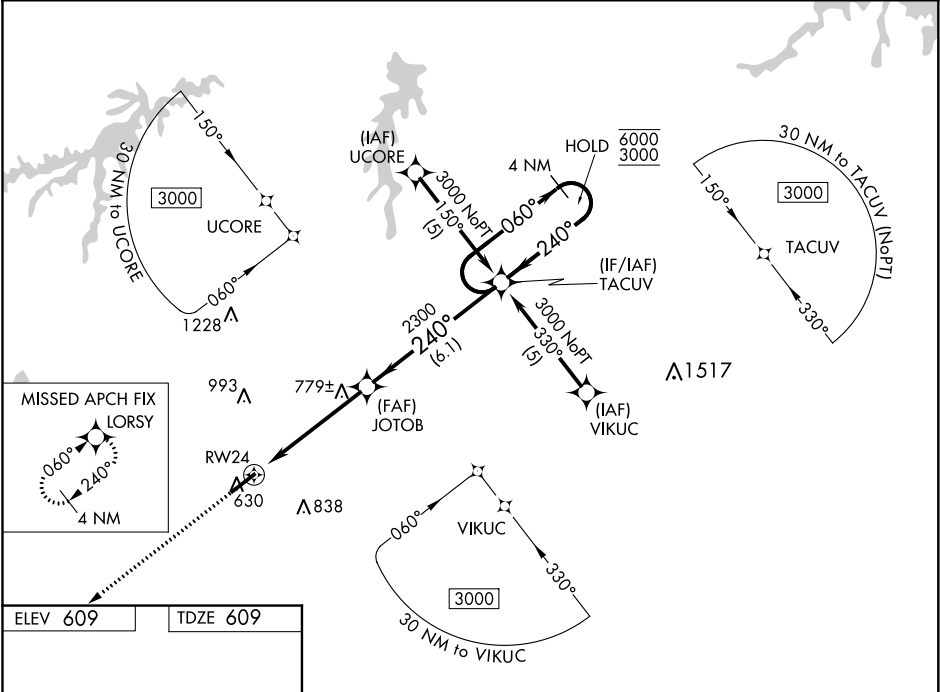 150°
30 NM to UCORE
3000
UCORE
060°
1228
(IAF)
UCORE
3000 NoPT
150°
(5)
4 NM
HOLD
6000
3000
060°
240°
(IF/IAF)
TACUV
30 NM to TACUV (NoPT)
150°
3000
TACUV
330°
2300
240°
(6.1)
3000 NoPT
330°
(5)
(IAF)
VIKUC
1517
993
779±
(FAF)
JOTOB
MISSED APCH FIX
LORSY
060°
240°
4 NM
RW24
630
838
060°
VIKUC
330°
3000
30 NM to VIKUC
ELEV 609
TDZE 609